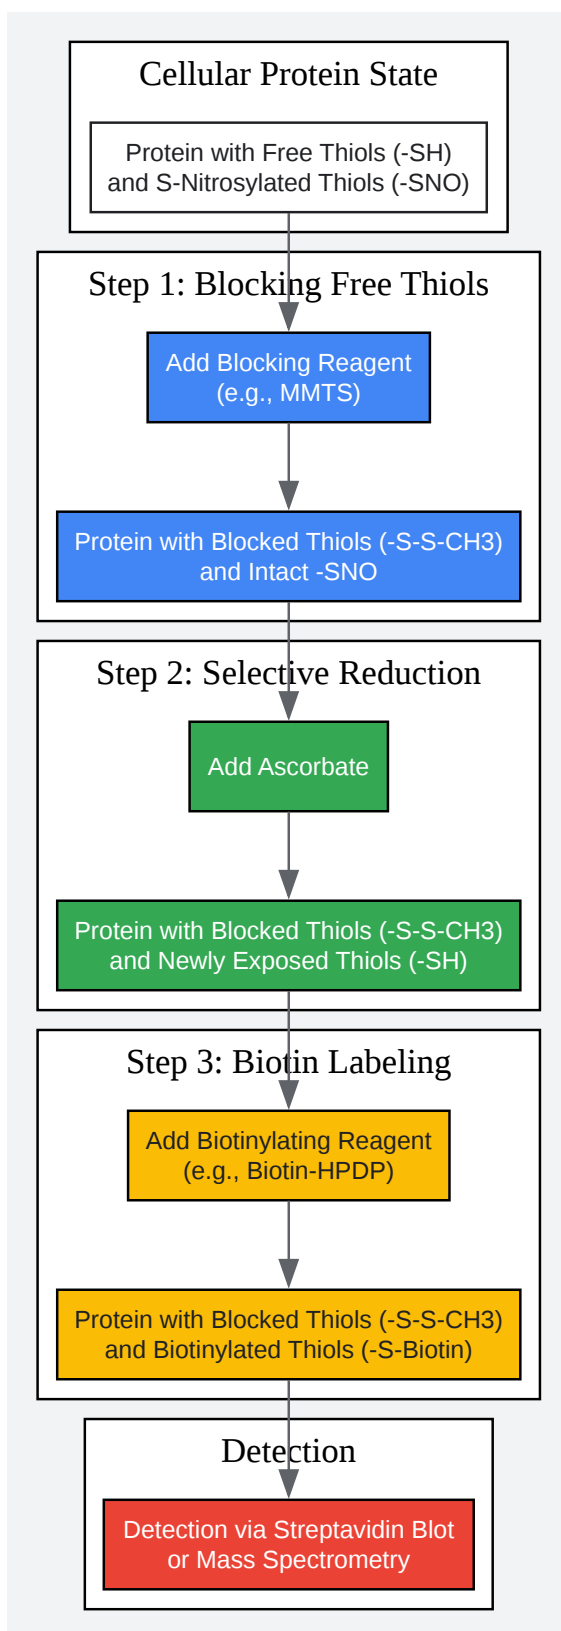 Cellular Protein State
Protein with Free Thiols (-SH)
and S-Nitrosylated Thiols (-SNO)
Step 1: Blocking Free Thiols
Add Blocking Reagent
(e.g., MMTS)
Protein with Blocked Thiols (-S-S-CH3)
and Intact -SNO
Step 2: Selective Reduction
Add Ascorbate
Protein with Blocked Thiols (-S-S-CH3)
and Newly Exposed Thiols (-SH)
Step 3: Biotin Labeling
Add Biotinylating Reagent
(e.g., Biotin-HPDP)
Protein with Blocked Thiols (-S-S-CH3)
and Biotinylated Thiols (-S-Biotin)
Detection
Detection via Streptavidin Blot
or Mass Spectrometry